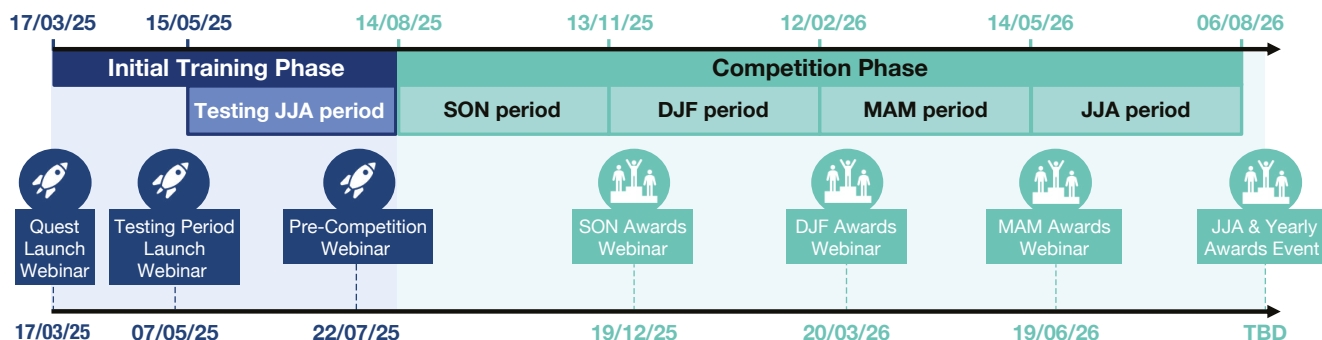 17/03/25 15/05/25 14/08/25 13/11/25 12/02/26 14/05/26 06/08/26
Initial Training Phase Competition Phase
Testing JJA period SON period DJF period MAM period JJA period
Quest
Launch
Webinar
Testing Period
Launch
Webinar
Pre-Competition
Webinar
SON Awards
Webinar
DJF Awards
Webinar
MAM Awards
Webinar
JJA & Yearly
Awards Event
17/03/25 07/05/25 22/07/25 19/12/25 20/03/26 19/06/26 TBD